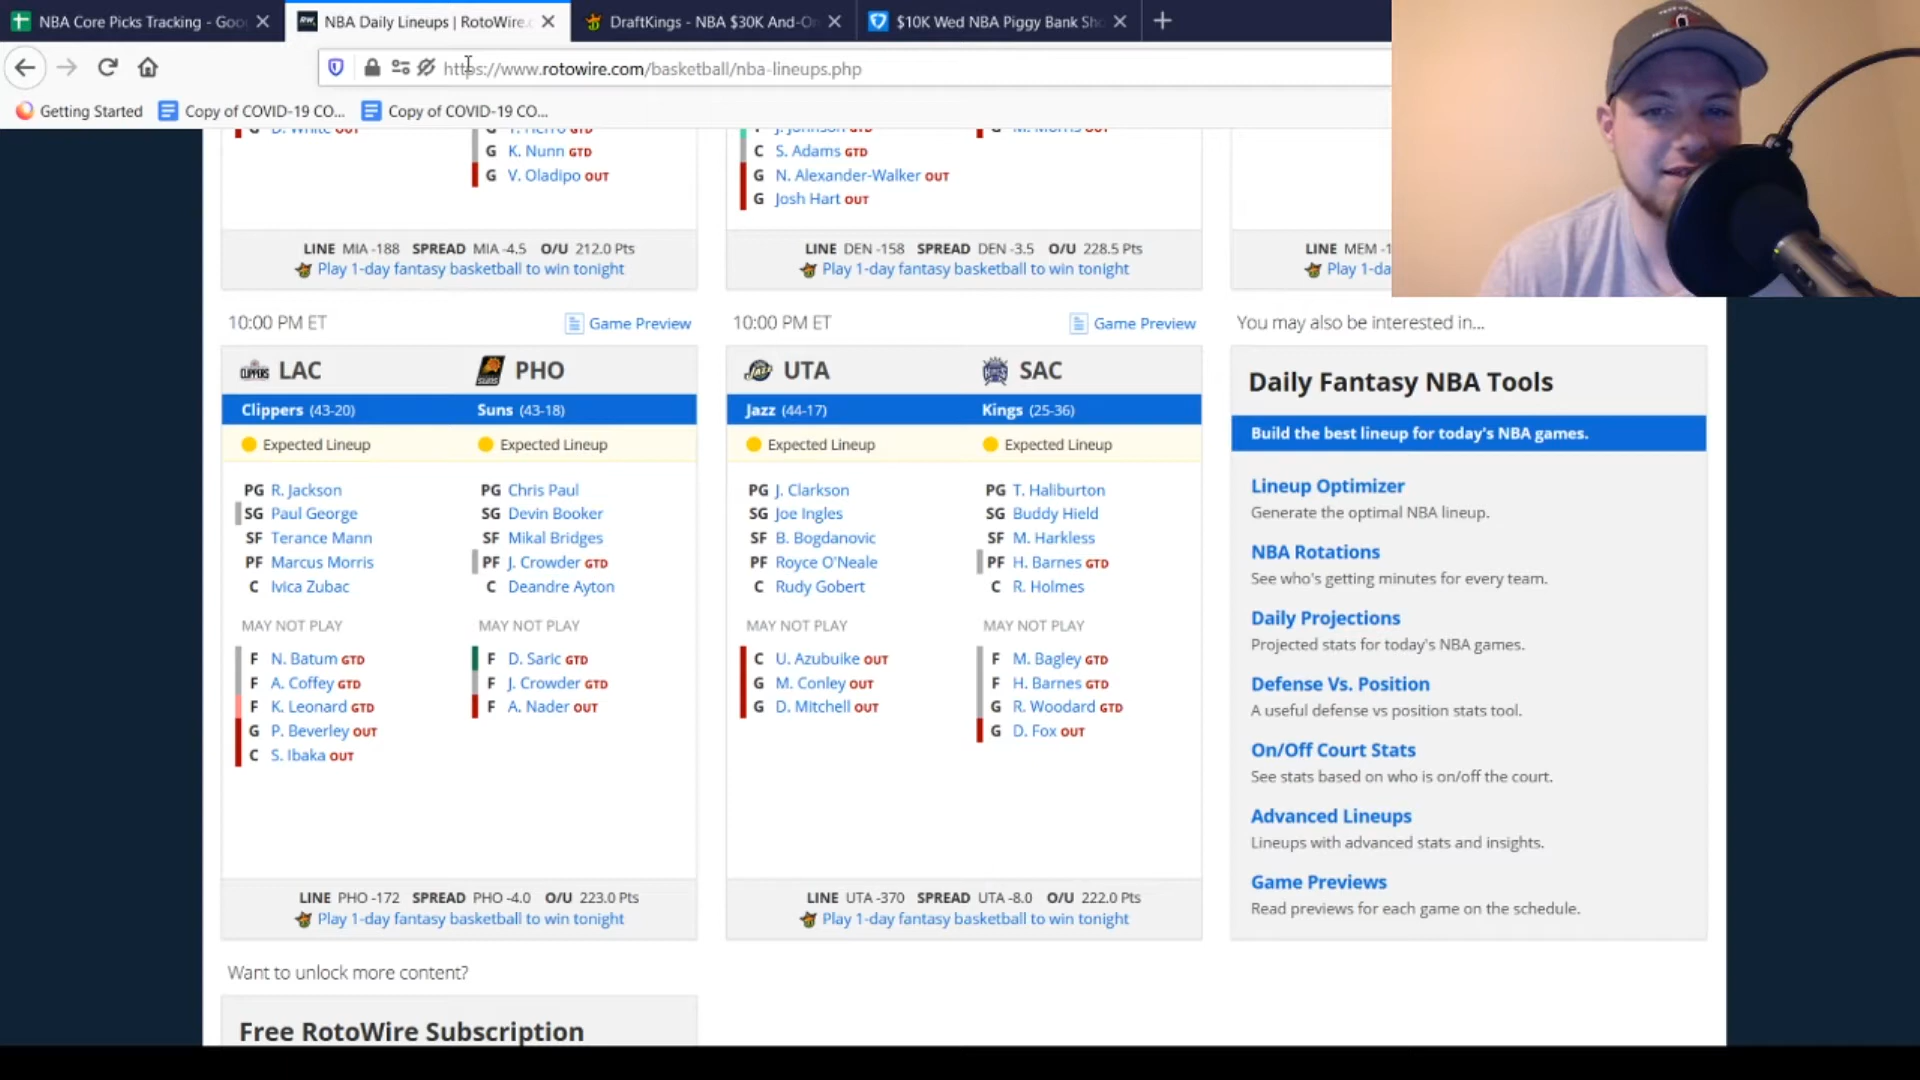 NBA Core Picks Tracking - Goo
NBA Daily Lineups | RotoWire.c
DraftKings - NBA $30K And-On
$10K Wed NBA Piggy Bank Sh
https://www.rotowire.com/basketball/nba-lineups.php
Getting Started
Copy of COVID-19 CO...
Copy of COVID-19 CO...
G D. White OUT
G T. Herro GTD
G K. Nunn GTD
G V. Oladipo OUT
F J. Johnson GTD
C S. Adams GTD
G N. Alexander-Walker OUT
G Josh Hart OUT
G M. Morris OUT
LINE MIA -188 SPREAD MIA -4.5 O/U 212.0 Pts
Play 1-day fantasy basketball to win tonight
LINE DEN -158 SPREAD DEN -3.5 O/U 228.5 Pts
Play 1-day fantasy basketball to win tonight
LINE MEM -1
Play 1-da
10:00 PM ET
Game Preview
LAC
PHO
Clippers (43-20)
Suns (43-18)
Expected Lineup
Expected Lineup
PG R. Jackson
SG Paul George
SF Terance Mann
PF Marcus Morris
C Ivica Zubac
MAY NOT PLAY
F N. Batum GTD
F A. Coffey GTD
F K. Leonard GTD
G P. Beverley OUT
C S. Ibaka OUT
PG Chris Paul
SG Devin Booker
SF Mikal Bridges
PF J. Crowder GTD
C Deandre Ayton
MAY NOT PLAY
F D. Saric GTD
F J. Crowder GTD
F A. Nader OUT
LINE PHO -172 SPREAD PHO -4.0 O/U 223.0 Pts
Play 1-day fantasy basketball to win tonight
10:00 PM ET
Game Preview
UTA
SAC
Jazz (44-17)
Kings (25-36)
Expected Lineup
Expected Lineup
PG J. Clarkson
SG Joe Ingles
SF B. Bogdanovic
PF Royce O'Neale
C Rudy Gobert
MAY NOT PLAY
C U. Azubuike OUT
G M. Conley OUT
G D. Mitchell OUT
PG T. Haliburton
SG Buddy Hield
SF M. Harkless
PF H. Barnes GTD
C R. Holmes
MAY NOT PLAY
F M. Bagley GTD
F H. Barnes GTD
G R. Woodard GTD
G D. Fox OUT
LINE UTA -370 SPREAD UTA -8.0 O/U 222.0 Pts
Play 1-day fantasy basketball to win tonight
You may also be interested in...
Daily Fantasy NBA Tools
Build the best lineup for today's NBA games.
Lineup Optimizer
Generate the optimal NBA lineup.
NBA Rotations
See who's getting minutes for every team.
Daily Projections
Projected stats for today's NBA games.
Defense Vs. Position
A useful defense vs position stats tool.
On/Off Court Stats
See stats based on who is on/off the court.
Advanced Lineups
Lineups with advanced stats and insights.
Game Previews
Read previews for each game on the schedule.
Want to unlock more content?
Free RotoWire Subscription